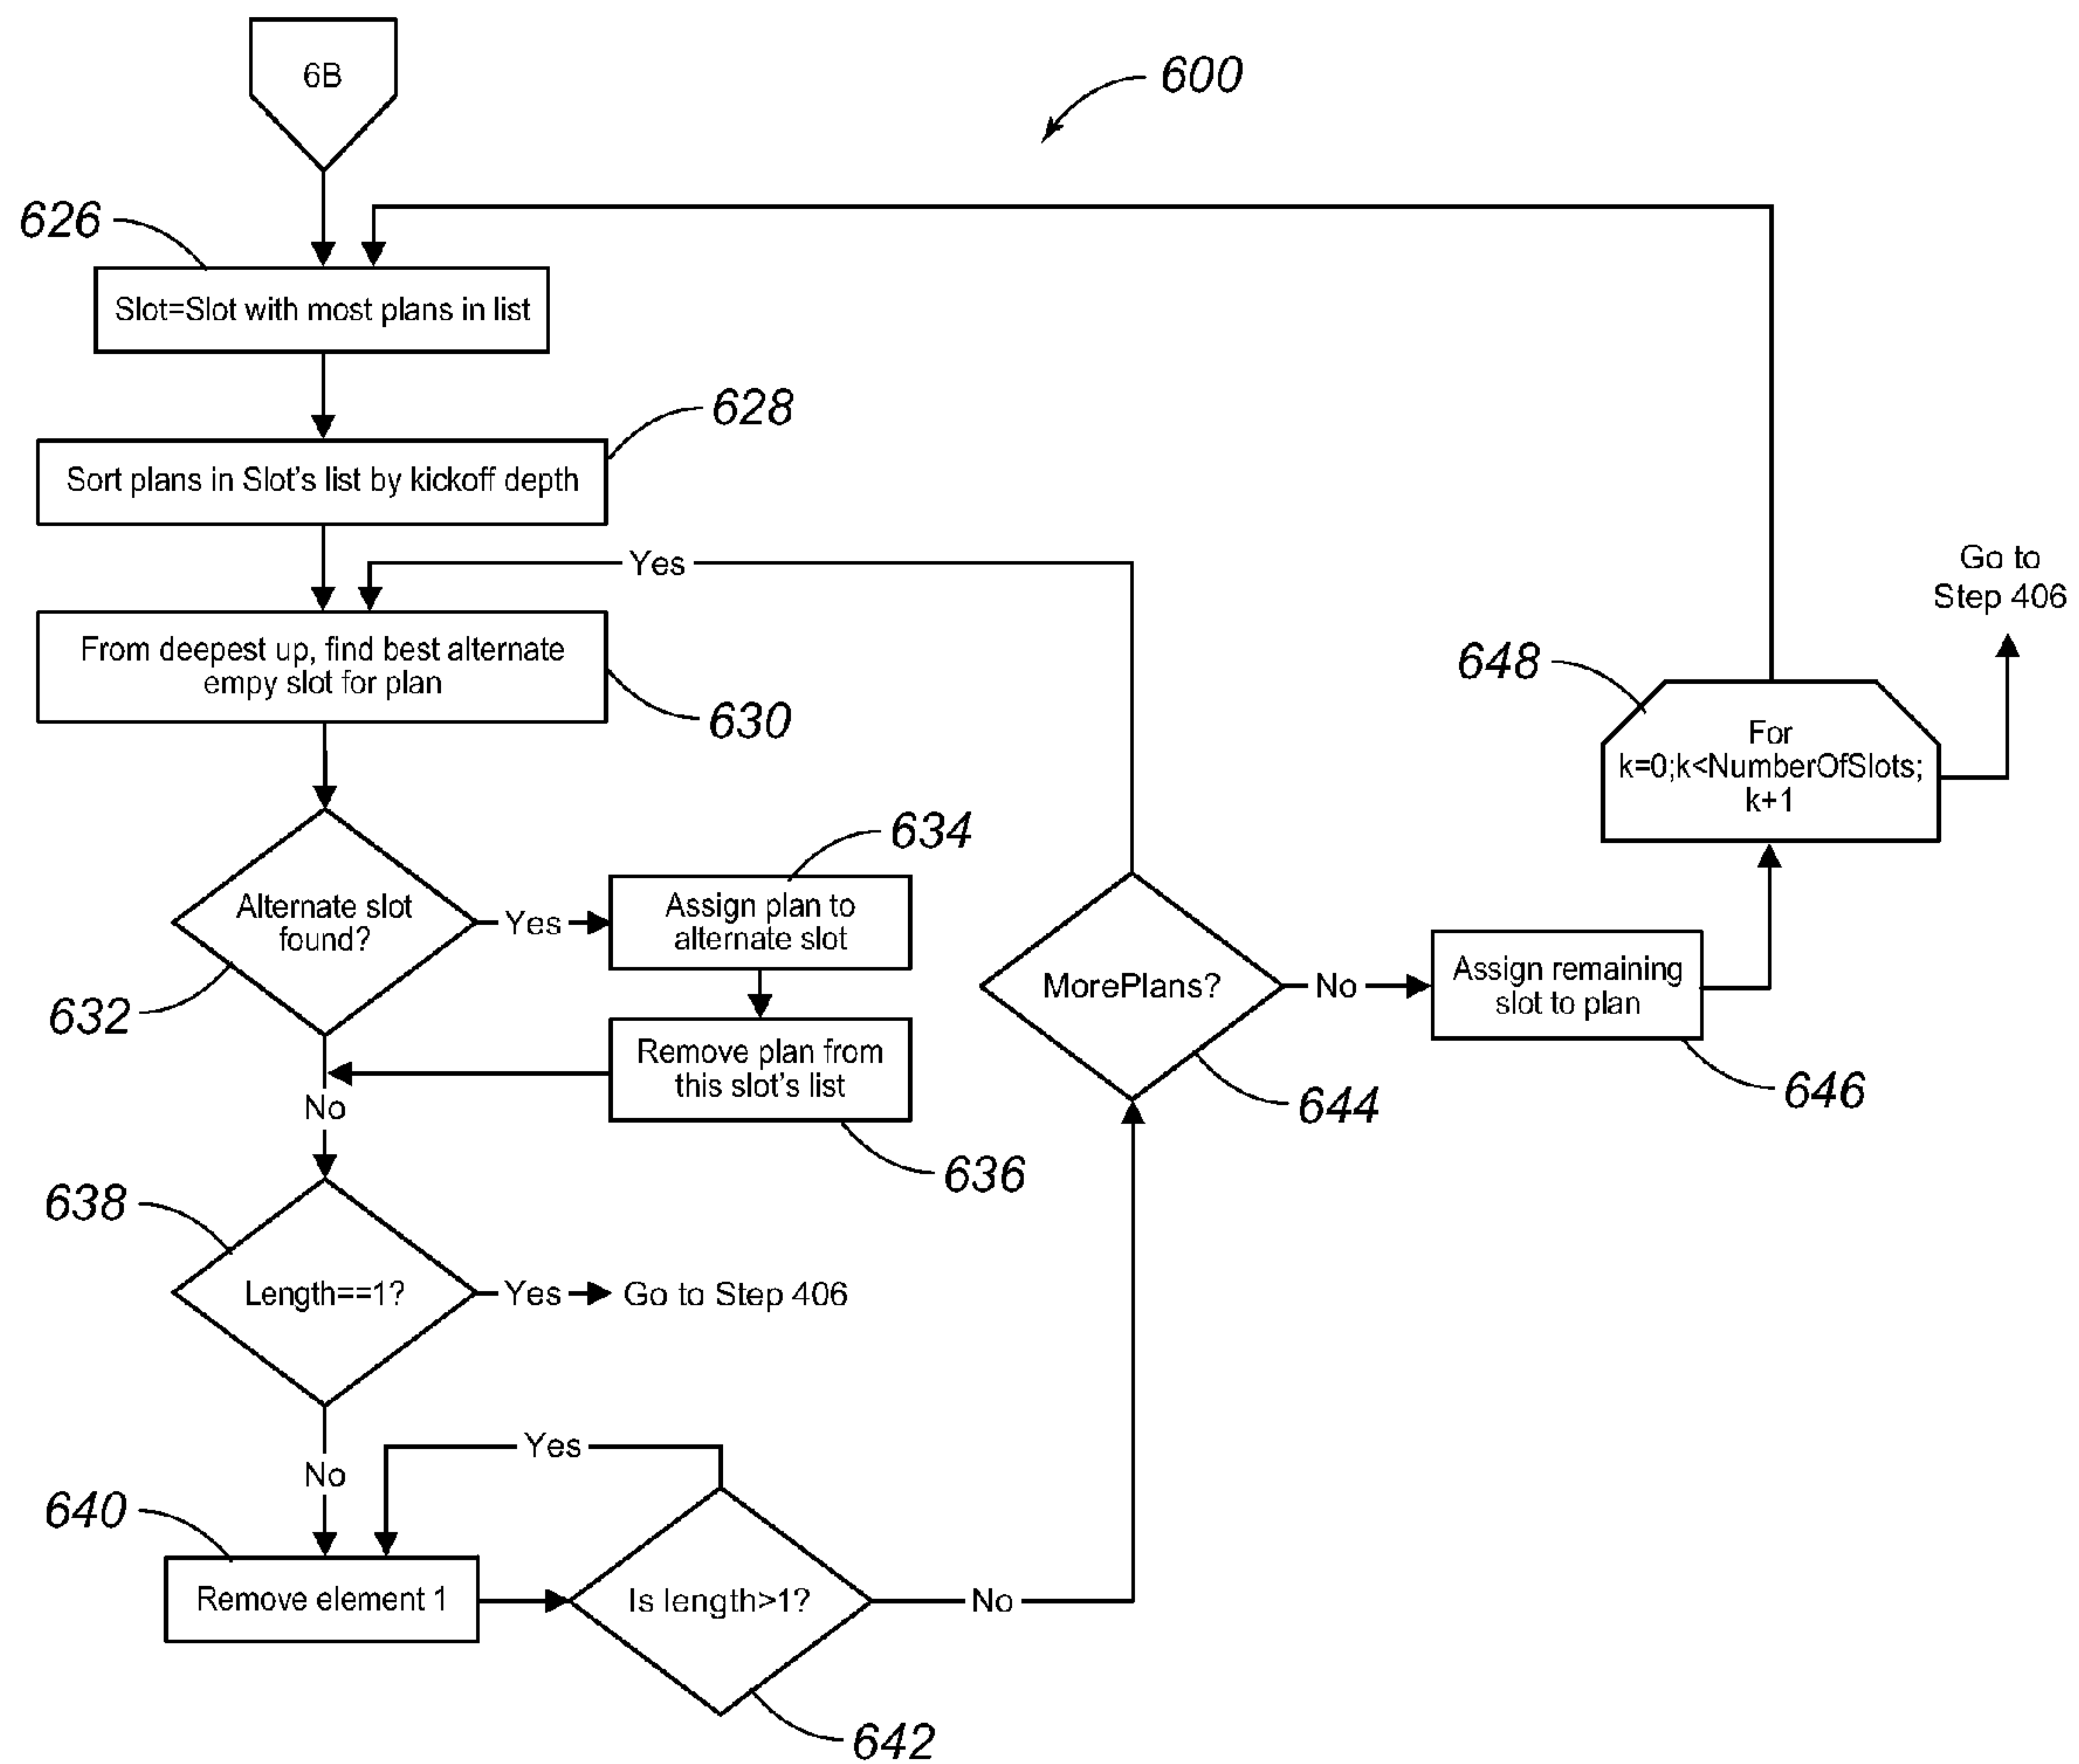 6B
600
626
Slot=Slot with most plans in list
628
Sort plans in Slot's list by kickoff depth
Yes
From deepest up, find best alternate
empy slot for plan
630
Go to
Step 406
648
For
k=0;k<NumberOfSlots;
k+1
Alternate slot
found?
632
Yes
634
Assign plan to
alternate slot
Remove plan from
this slot's list
636
No
MorePlans?
644
No
Assign remaining
slot to plan
646
638
Length==1?
Yes
Go to Step 406
No
Yes
640
Remove element 1
Is length>1?
No
642